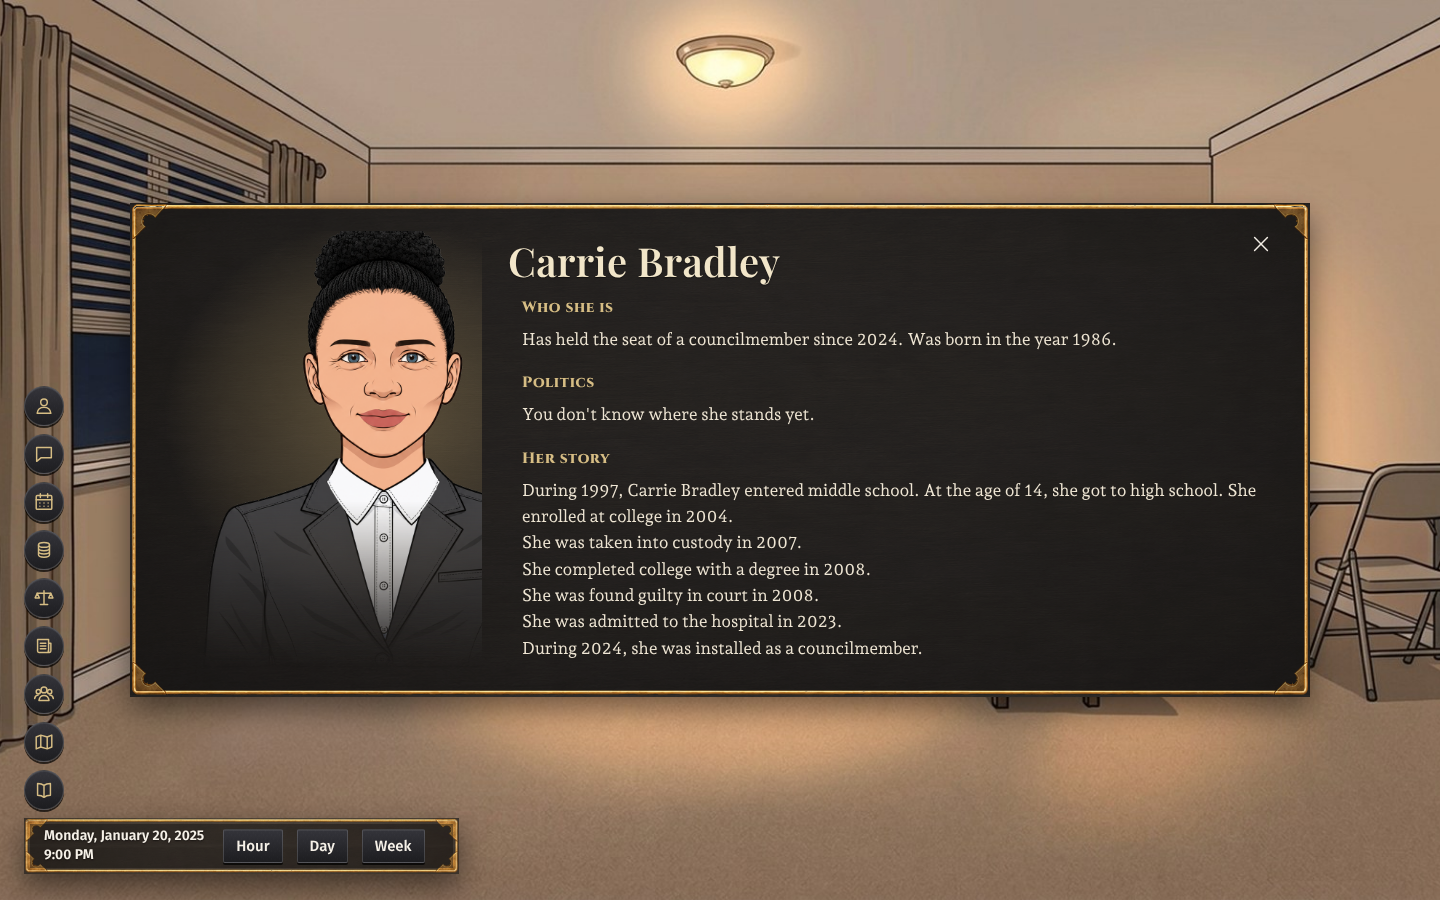 Carrie Bradley
Who she is
Has held the seat of a councilmember since 2024. Was born in the year 1986.
Politics
You don't know where she stands yet.
Her story
During 1997, Carrie Bradley entered middle school. At the age of 14, she got to high school. She
enrolled at college in 2004.
She was taken into custody in 2007.
She completed college with a degree in 2008.
She was found guilty in court in 2008.
She was admitted to the hospital in 2023.
During 2024, she was installed as a councilmember.
Monday, January 20, 2025
9:00 PM
Hour
Day
Week